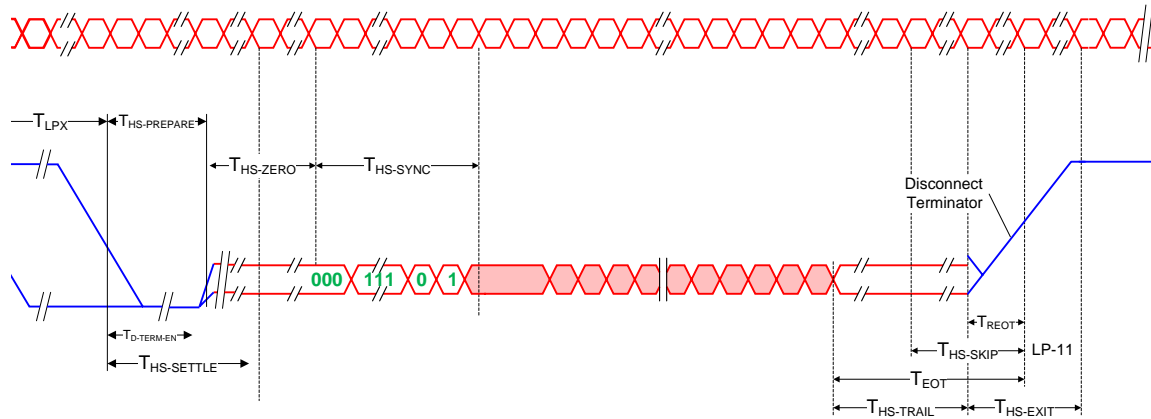 TLPX
THS-PREPARE
THS-ZERO
THS-SYNC
Disconnect
Terminator
000
111
0
1
TD-TERM-EN
THS-SETTLE
TREOT
THS-SKIP
LP-11
TEOT
THS-TRAIL
THS-EXIT